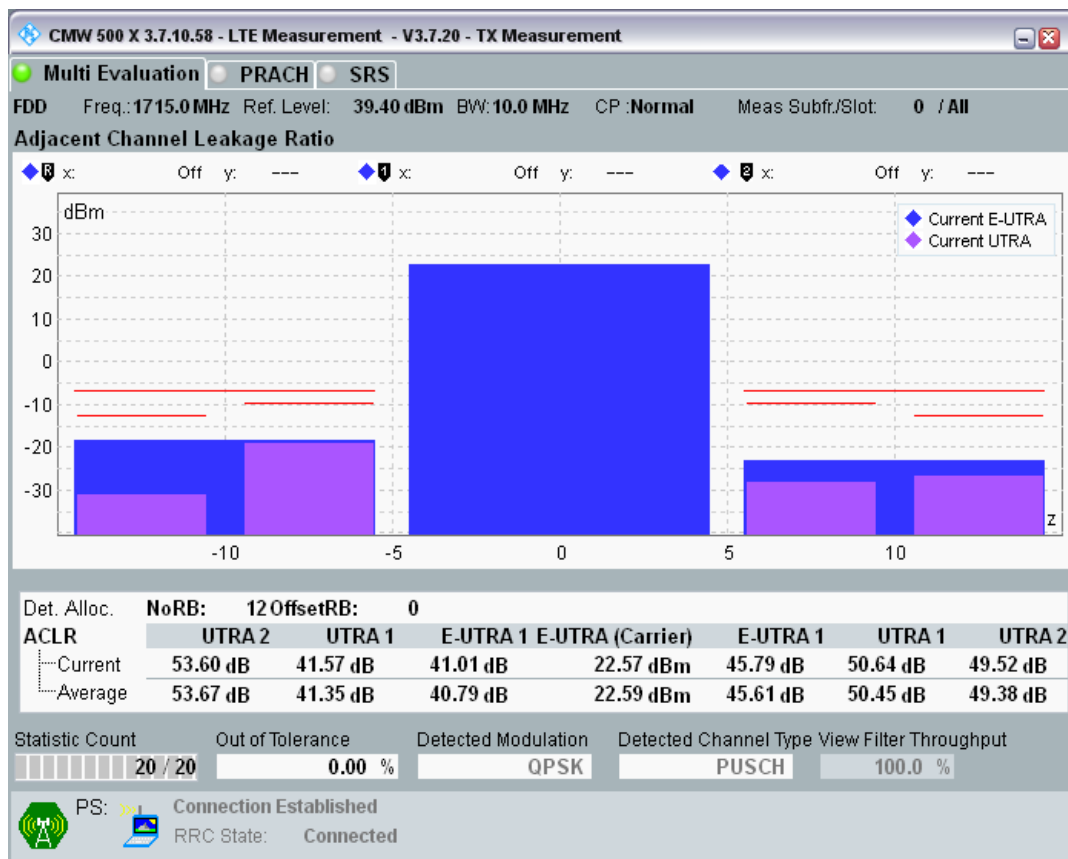 CMW 500 X 3.7.10.58 - LTE Measurement - V3.7.20 - TX Measurement
Multi Evaluation PRACH SRS
FDD Freq.:1715.0 MHz Ref. Level: 39.40 dBm BW:10.0 MHz CP :Normal Meas Subfr./Slot: 0 / All
Adjacent Channel Leakage Ratio
R x: Off y: --- 1 x: Off y: --- 2 x: Off y: ---
dBm
Current E-UTRA
Current UTRA
30
20
10
0
-10
-20
-30
z
-10 -5 0 5 10
Det. Alloc. NoRB: 12 OffsetRB: 0
ACLR UTRA 2 UTRA 1 E-UTRA 1 E-UTRA (Carrier) E-UTRA 1 UTRA 1 UTRA 2
Current 53.60 dB 41.57 dB 41.01 dB 22.57 dBm 45.79 dB 50.64 dB 49.52 dB
Average 53.67 dB 41.35 dB 40.79 dB 22.59 dBm 45.61 dB 50.45 dB 49.38 dB
Statistic Count Out of Tolerance Detected Modulation Detected Channel Type View Filter Throughput
20 / 20 0.00 % QPSK PUSCH 100.0 %
PS: Connection Established
RRC State: Connected